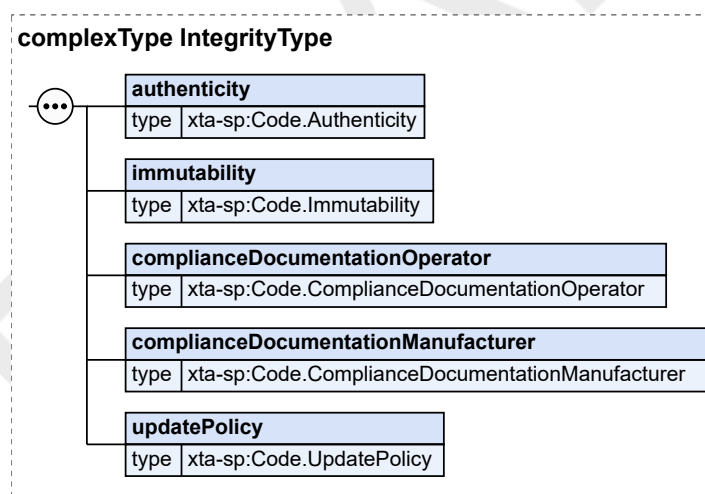 complexType IntegrityType
authenticity
type xta-sp:Code.Authenticity
immutability
type xta-sp:Code.Immutability
complianceDocumentationOperator
type xta-sp:Code.ComplianceDocumentationOperator
complianceDocumentationManufacturer
type xta-sp:Code.ComplianceDocumentationManufacturer
updatePolicy
type xta-sp:Code.UpdatePolicy